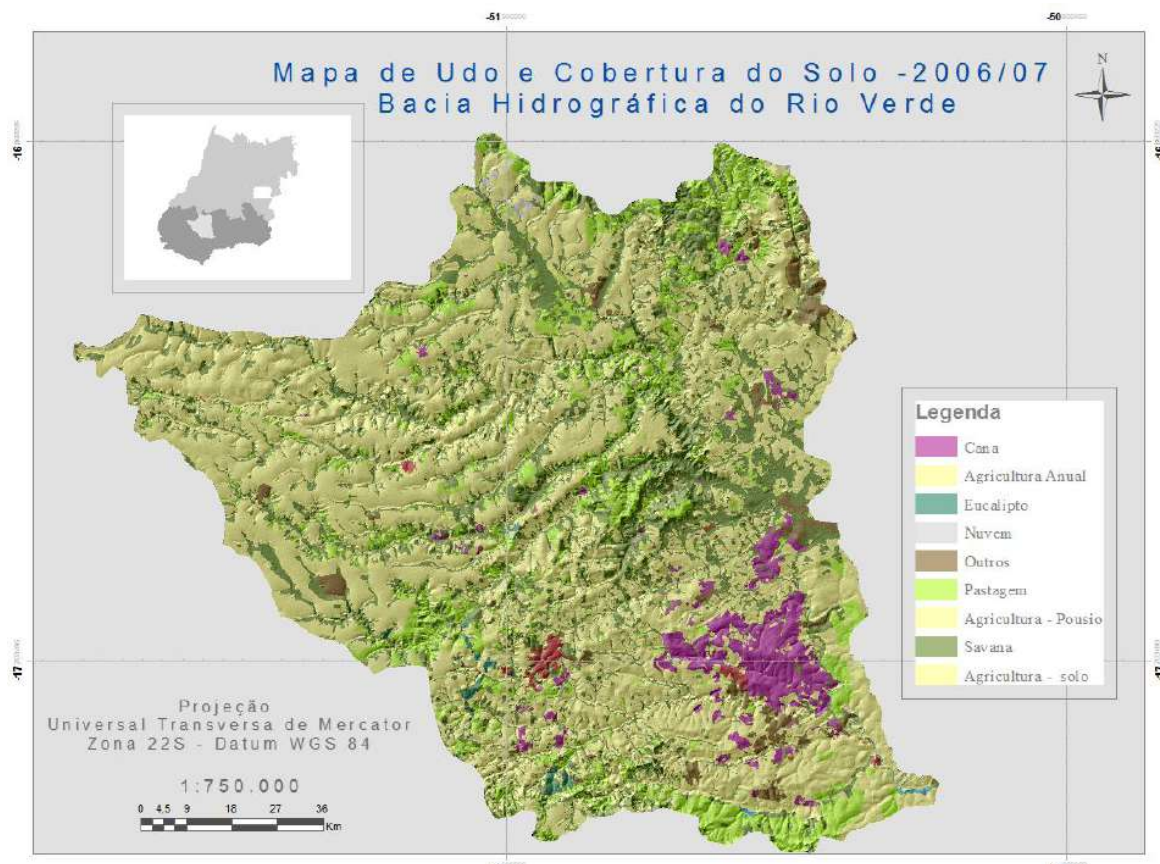 -51
-50
Mapa de Udo e Cobertura do Solo -2006/07
Bacia Hidrográfica do Rio Verde
N
-16
-16
Legenda
Cana
Agricultura Anual
Eucalipto
Nuvem
Outros
Pastagem
Agricultura - Pousio
Savana
Agricultura - solo
-17
-17
Projeção
Universal Transversa de Mercator
Zona 22S - Datum WGS 84
1:750.000
0 4,5 9 18 27 36
Km